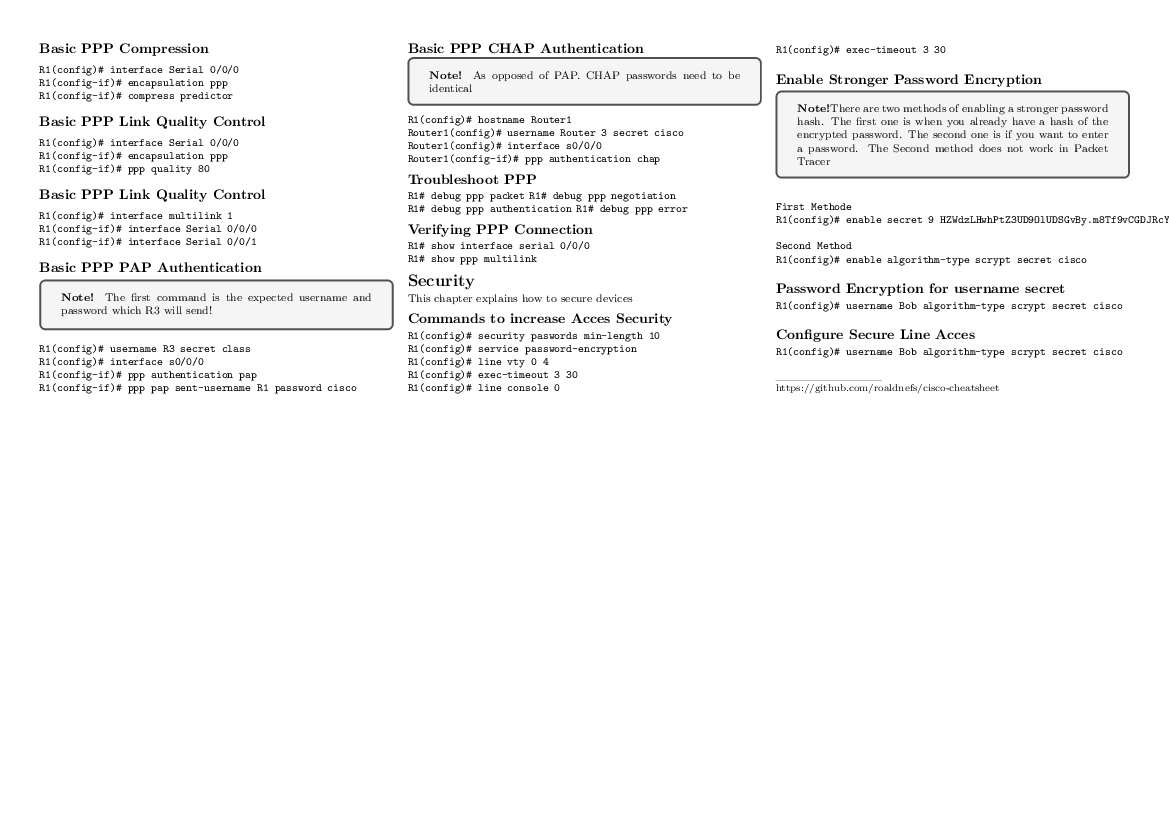 Basic PPP Compression
R1(config)# interface Serial 0/0/0
R1(config-if)# encapsulation ppp
R1(config-if)# compress predictor
Basic PPP Link Quality Control
R1(config)# interface Serial 0/0/0
R1(config-if)# encapsulation ppp
R1(config-if)# ppp quality 80
Basic PPP Link Quality Control
R1(config)# interface multilink 1
R1(config-if)# interface Serial 0/0/0
R1(config-if)# interface Serial 0/0/1
Basic PPP PAP Authentication
Note! The first command is the expected username and
password which R3 will send!
R1(config)# username R3 secret class
R1(config)# interface s0/0/0
R1(config-if)# ppp authentication pap
R1(config-if)# ppp pap sent-username R1 password cisco
Basic PPP CHAP Authentication
Note! As opposed of PAP. CHAP passwords need to be
identical
R1(config)# hostname Router1
Router1(config)# username Router 3 secret cisco
Router1(config)# interface s0/0/0
Router1(config-if)# ppp authentication chap
Troubleshoot PPP
R1# debug ppp packet R1# debug ppp negotiation
R1# debug ppp authentication R1# debug ppp error
Verifying PPP Connection
R1# show interface serial 0/0/0
R1# show ppp multilink
Security
This chapter explains how to secure devices
Commands to increase Acces Security
R1(config)# security paswords min-length 10
R1(config)# service password-encryption
R1(config)# line vty 0 4
R1(config)# exec-timeout 3 30
R1(config)# line console 0
R1(config)# exec-timeout 3 30
Enable Stronger Password Encryption
Note!There are two methods of enabling a stronger password
hash. The first one is when you already have a hash of the
encrypted password. The second one is if you want to enter
a password. The Second method does not work in Packet
Tracer
First Methode
R1(config)# enable secret 9 HZWdzLHwhPtZ3UD9OlUDSGvBy.m8Tf9vCGDJRcY
Second Method
R1(config)# enable algorithm-type scrypt secret cisco
Password Encryption for username secret
R1(config)# username Bob algorithm-type scrypt secret cisco
Configure Secure Line Acces
R1(config)# username Bob algorithm-type scrypt secret cisco
https://github.com/roaldnefs/cisco-cheatsheet